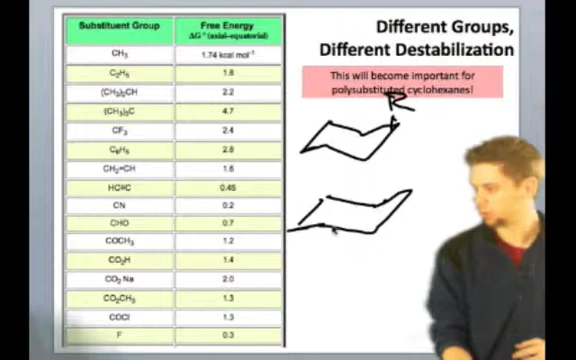 Different Groups,
Different Destabilization
This will become important for
polysubstituted cyclohexanes!
R
Substituent Group Free Energy
ΔG° (axial–equatorial)
CH₃ 1.74 kcal mol⁻¹
C₂H₅ 1.8
(CH₃)₂CH 2.2
(CH₃)₃C 4.7
CF₃ 2.4
C₆H₅ 2.8
CH₂=CH 1.6
HC≡C 0.45
CN 0.2
CHO 0.7
COCH₃ 1.2
CO₂H 1.4
CO₂Na 2.0
CO₂CH₃ 1.3
COCl 1.3
F 0.3